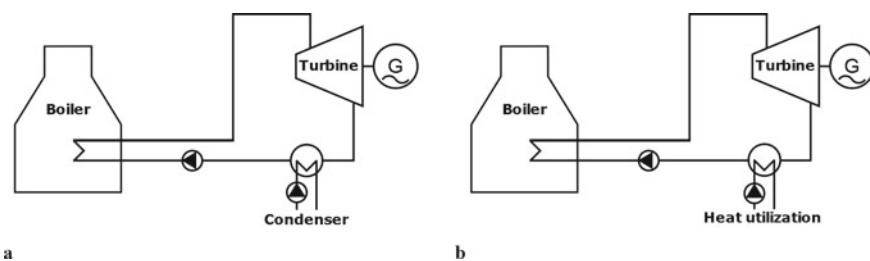 Boiler
Turbine
G
Condenser
a
Boiler
Turbine
G
Heat utilization
b